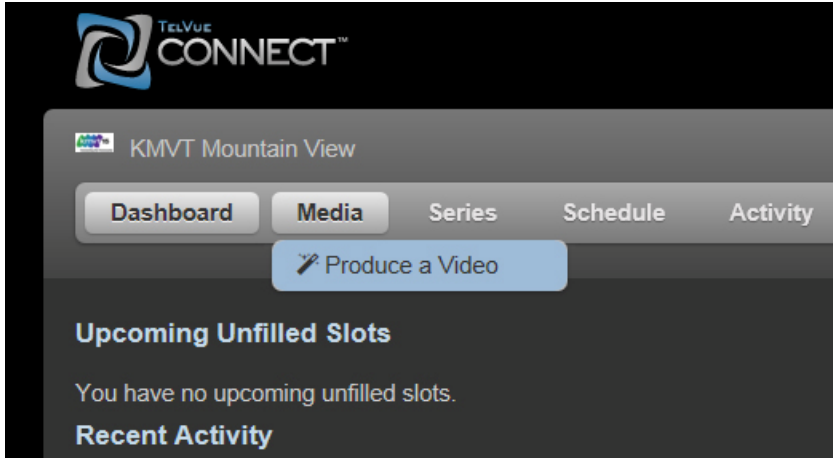 TELVUE
CONNECT™
KMVT Mountain View
Dashboard Media Series Schedule Activity
Produce a Video
Upcoming Unfilled Slots
You have no upcoming unfilled slots.
Recent Activity